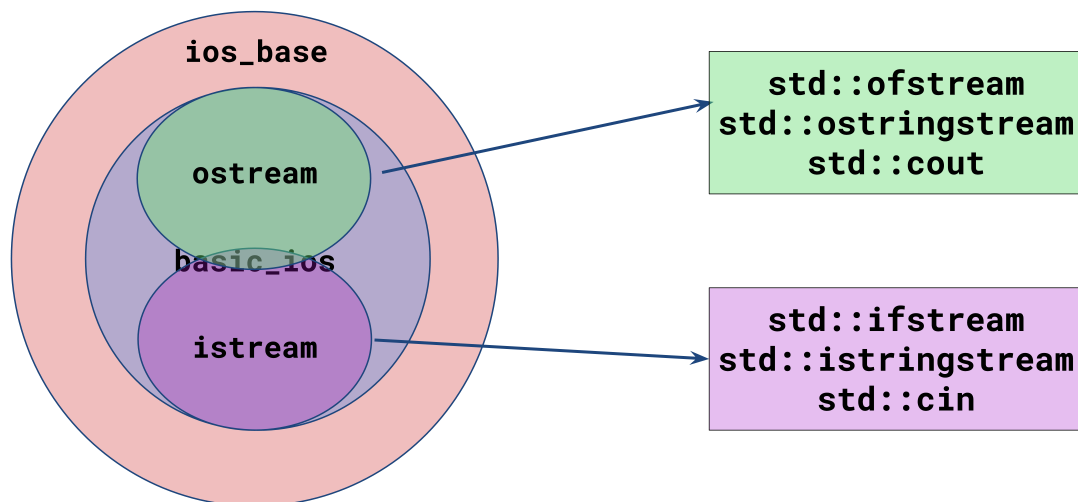 ios_base
ostream
basic_ios
istream
std::ofstream
std::ostringstream
std::cout
std::ifstream
std::istringstream
std::cin